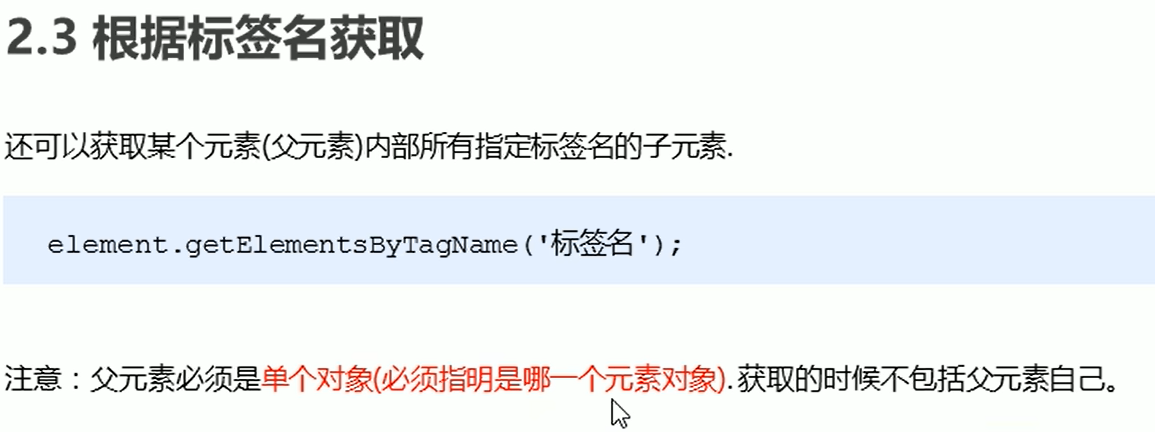 2.3 根据标签名获取
还可以获取某个元素(父元素)内部所有指定标签名的子元素.
element.getElementsByTagName('标签名');
注意：父元素必须是单个对象(必须指明是哪一个元素对象). 获取的时候不包括父元素自己。